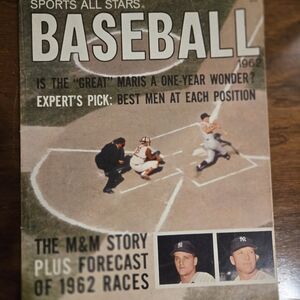 SPORTS ALL STARS
BASEBALL
1962
IS THE "GREAT" MARIS A ONE-YEAR WONDER?
EXPERT'S PICK: BEST MEN AT EACH POSITION
THE M&M STORY
PLUS FORECAST
OF 1962 RACES